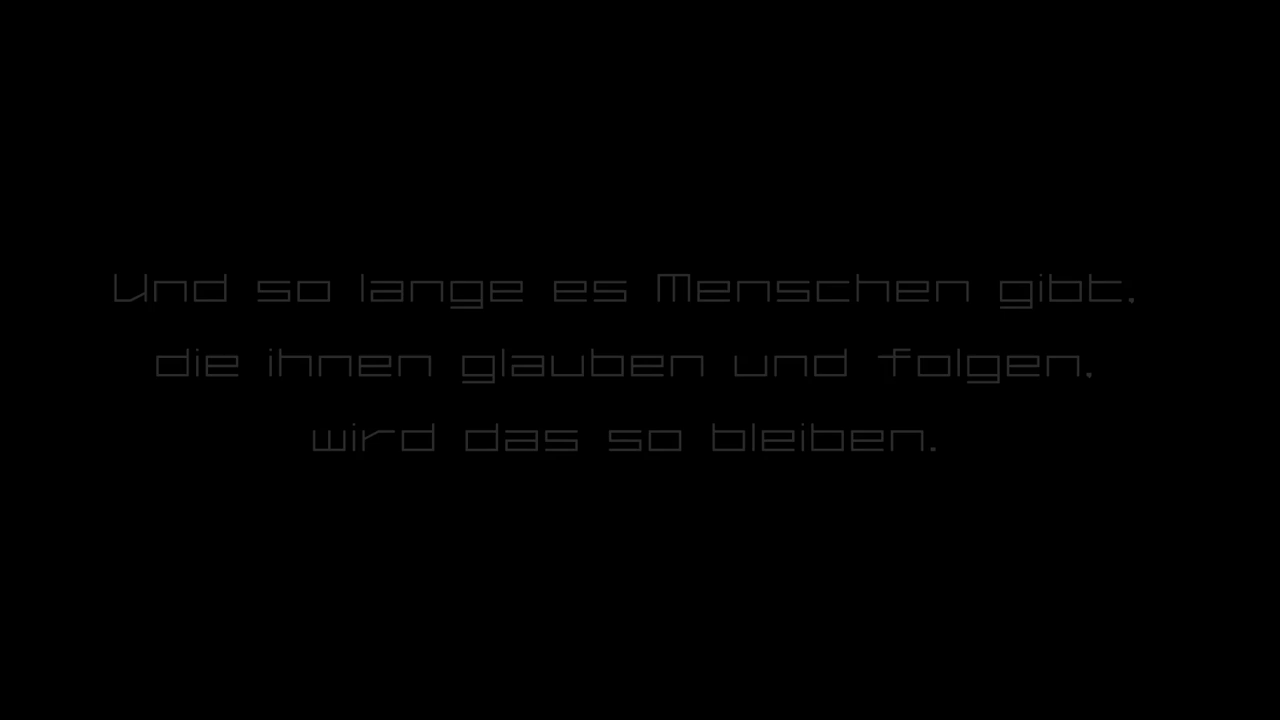 Und so lange es Menschen gibt,
die ihnen glauben und folgen,
wird das so bleiben.